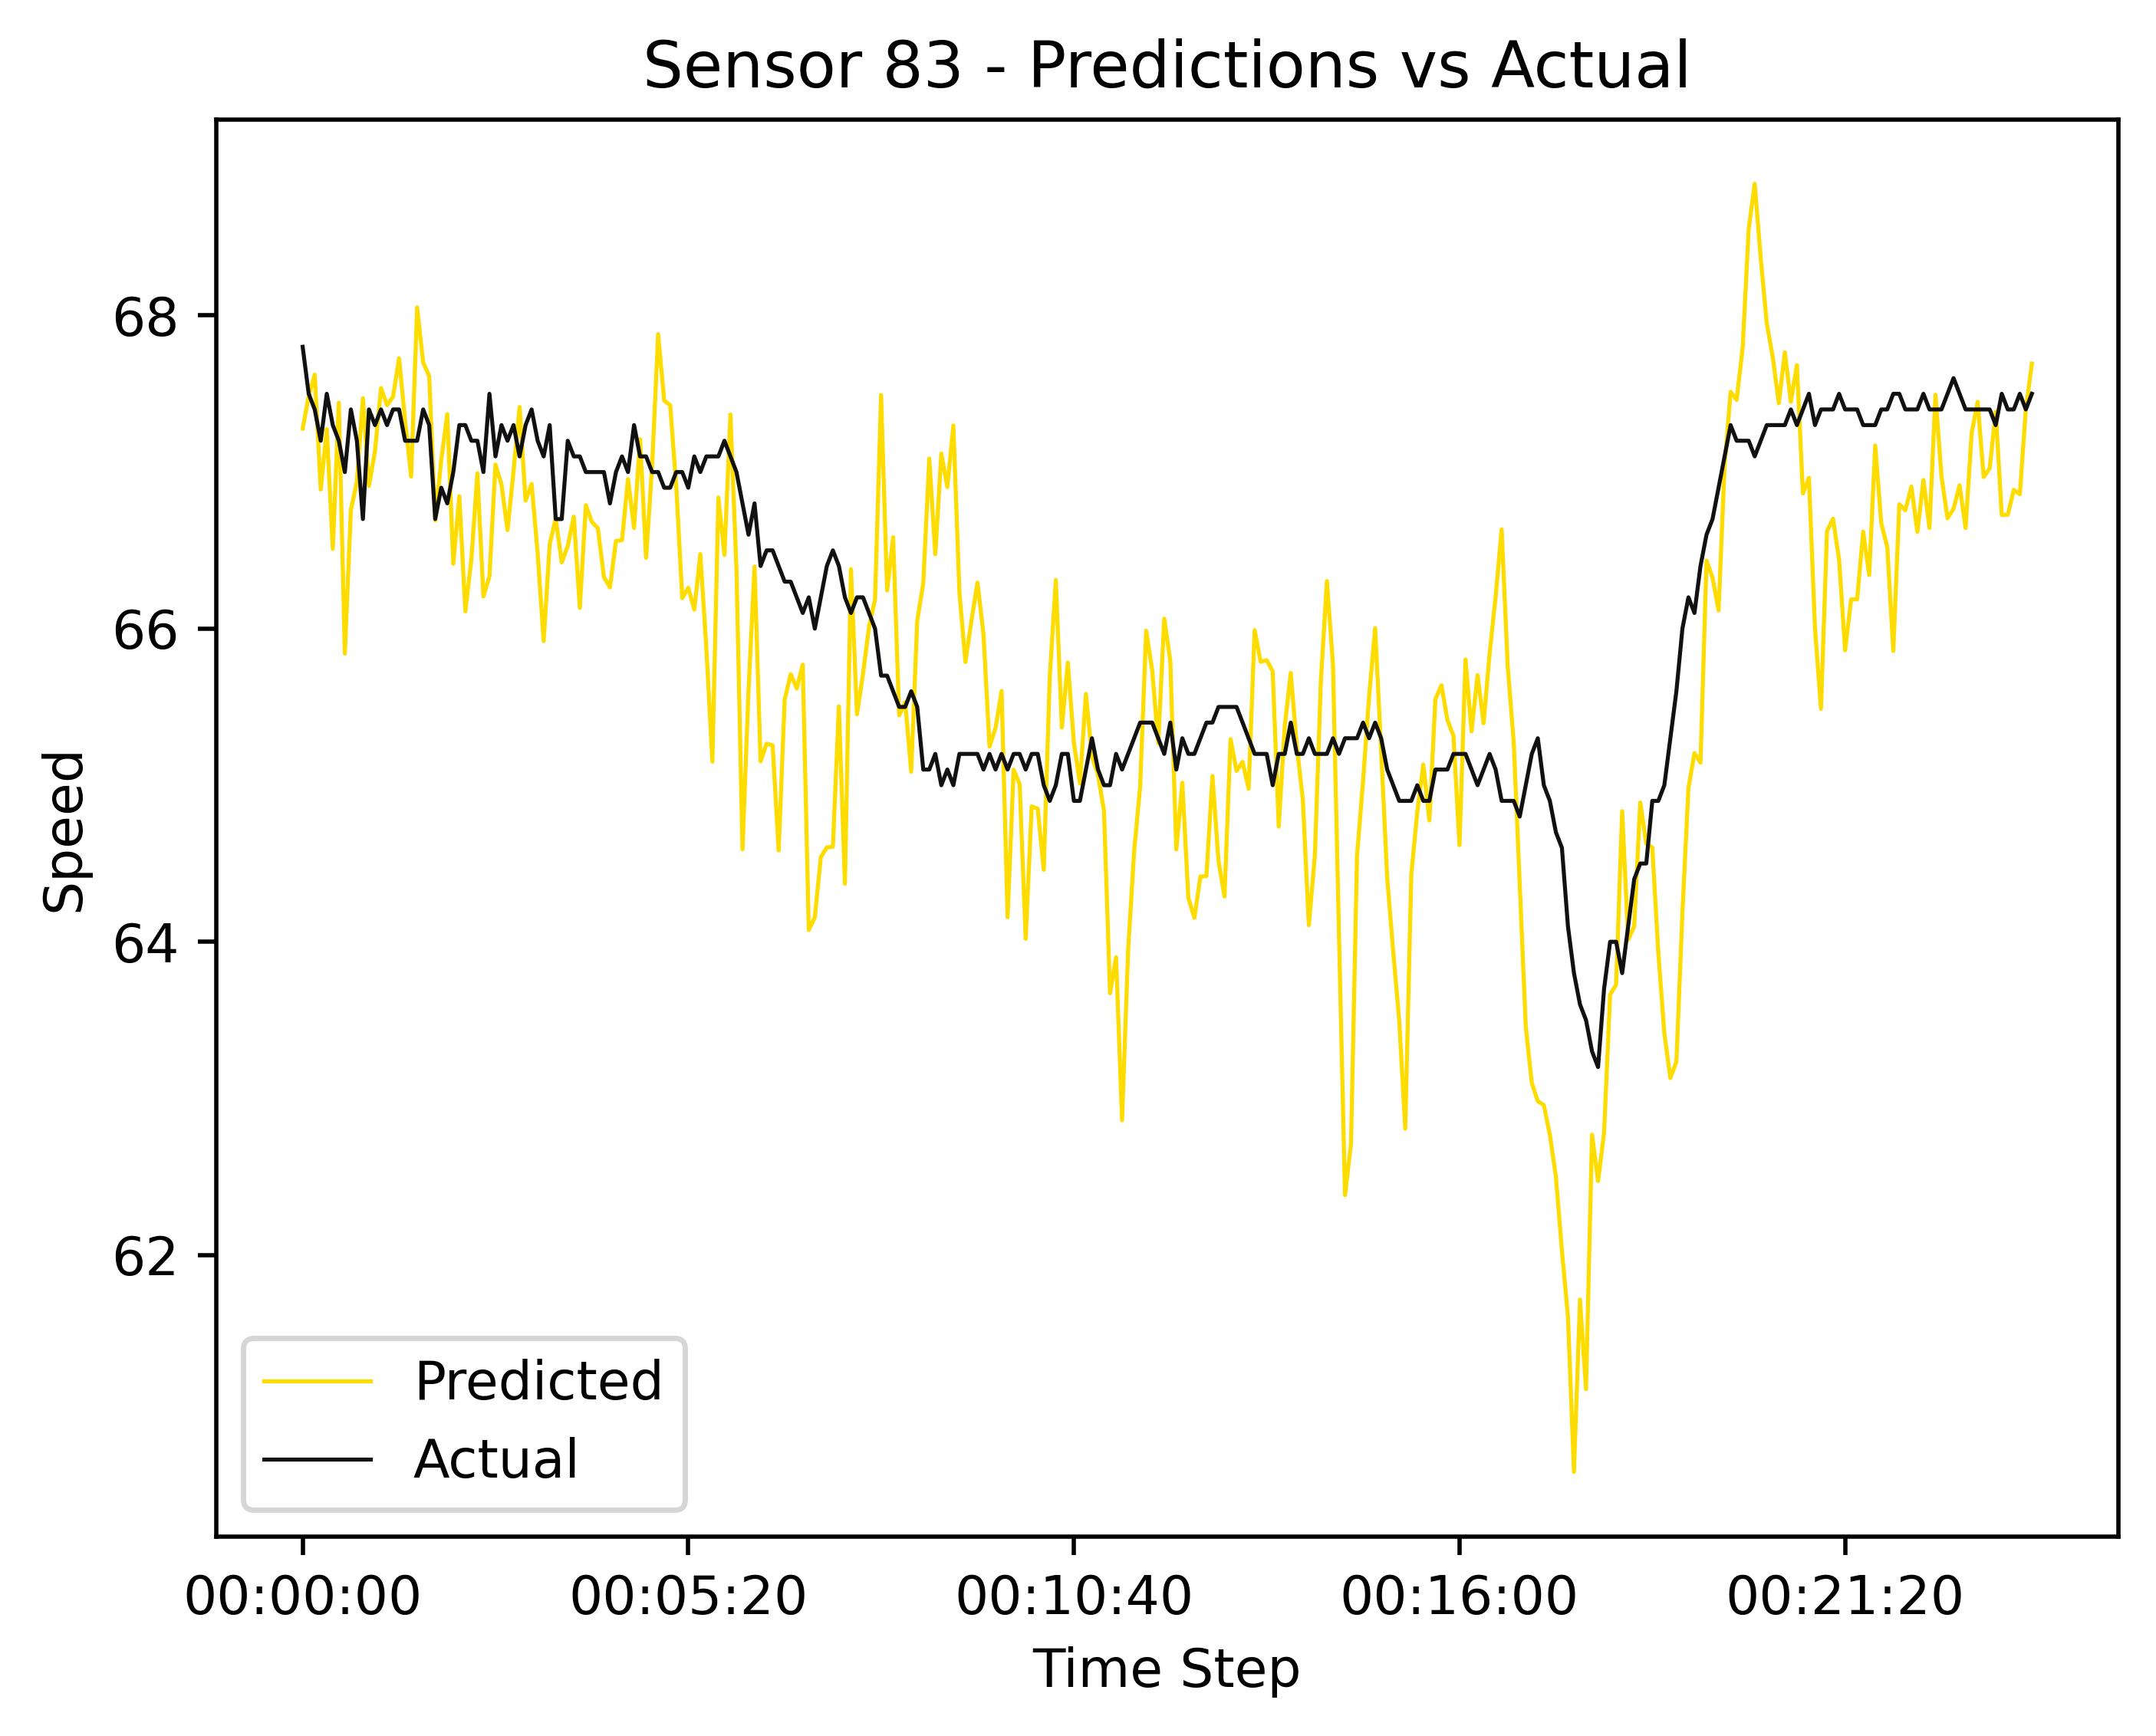 Sensor 83 - Predictions vs Actual
Speed
68
66
64
62
Predicted
Actual
00:00:00 00:05:20 00:10:40 00:16:00 00:21:20
Time Step